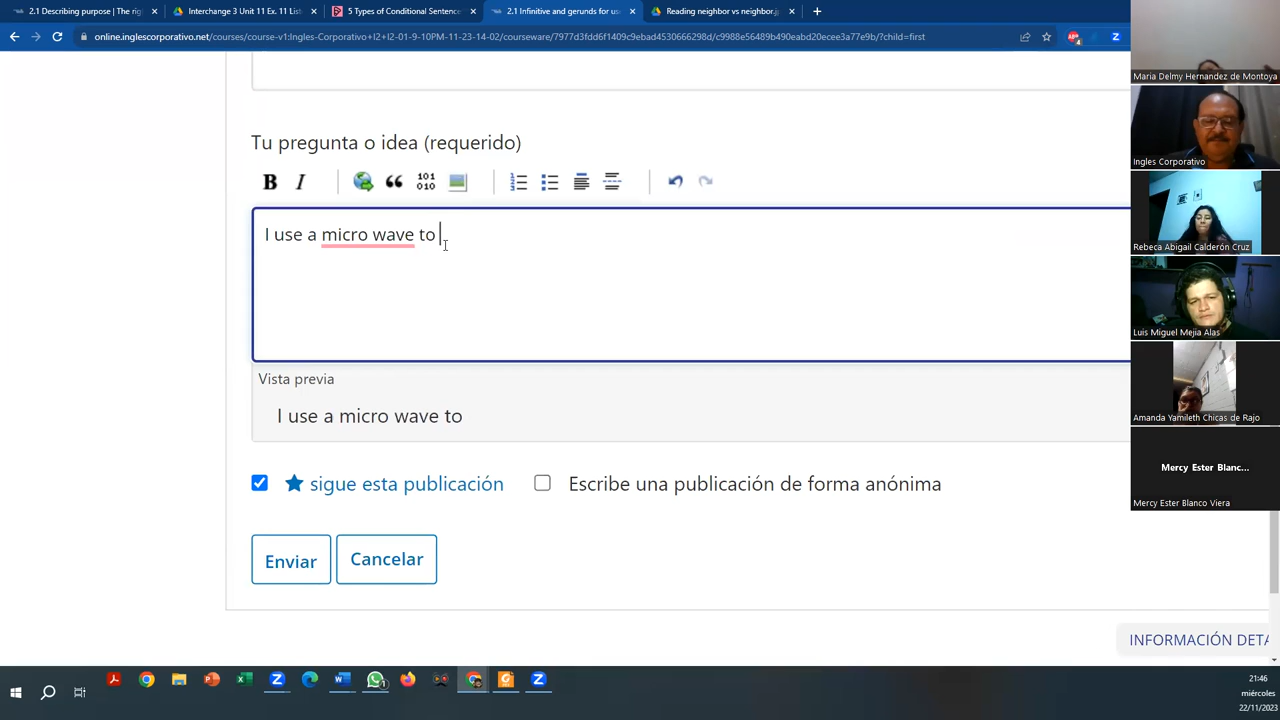 2.1 Describing purpose | The rig
Interchange 3 Unit 11 Ex. 11 List
5 Types of Conditional Sentence
2.1 Infinitive and gerunds for us
Reading neighbor vs neighbor.j
online.inglescorporativo.net/courses/course-v1:Ingles-Corporativo+I2+I2-01-9-10PM-11-23-14-02/courseware/7977d3fdd6f1409c9ebad4530666298d/c9988e56489b490eabd20ecee3a77e9b/?child=first
Tu pregunta o idea (requerido)
B I
101
010
I use a micro wave to
Vista previa
I use a micro wave to
sigue esta publicación
Escribe una publicación de forma anónima
Enviar
Cancelar
INFORMACIÓN DETA
Maria Delmy Hernandez de Montoya
Ingles Corporativo
Rebeca Abigail Calderón Cruz
Luis Miguel Mejia Alas
Amanda Yamileth Chicas de Rajo
Mercy Ester Blanc...
Mercy Ester Blanco Viera
21:46
miércoles
22/11/2023